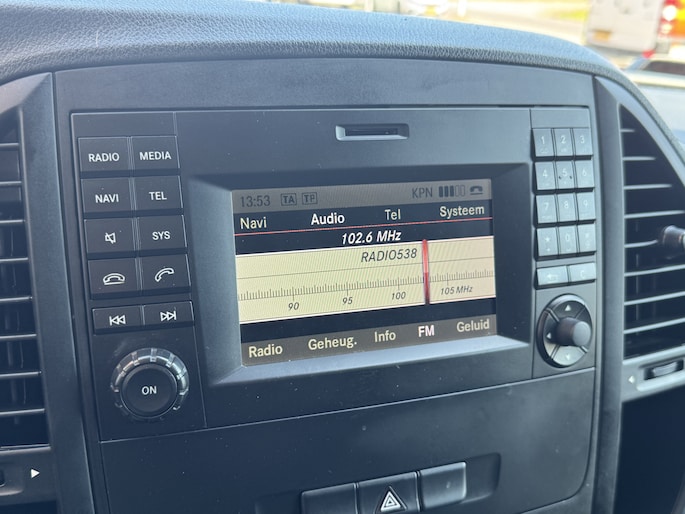 RADIO MEDIA
NAVI TEL
SYS
ON
13:53 TA TP KPN
Navi Audio Tel Systeem
102.6 MHz
RADIO538
90 95 100 105 MHz
Radio Geheug. Info FM Geluid
1 2 3
4 5 6
7 8 9
* 0 #